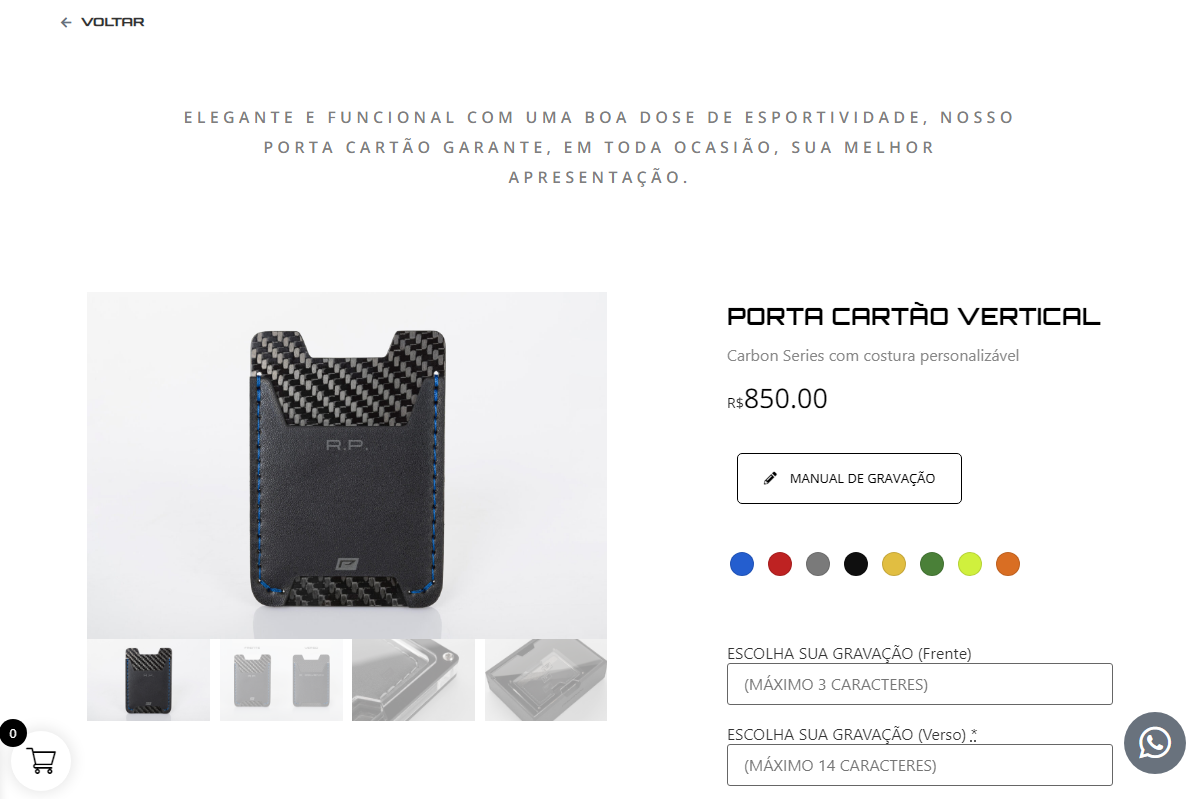 VOLTAR
ELEGANTE E FUNCIONAL COM UMA BOA DOSE DE ESPORTIVIDADE, NOSSO
PORTA CARTÃO GARANTE, EM TODA OCASIÃO, SUA MELHOR
APRESENTAÇÃO.
R.P.
PORTA CARTÃO VERTICAL
Carbon Series com costura personalizável
R$850.00
MANUAL DE GRAVAÇÃO
ESCOLHA SUA GRAVAÇÃO (Frente)
(MÁXIMO 3 CARACTERES)
ESCOLHA SUA GRAVAÇÃO (Verso) *
(MÁXIMO 14 CARACTERES)
0